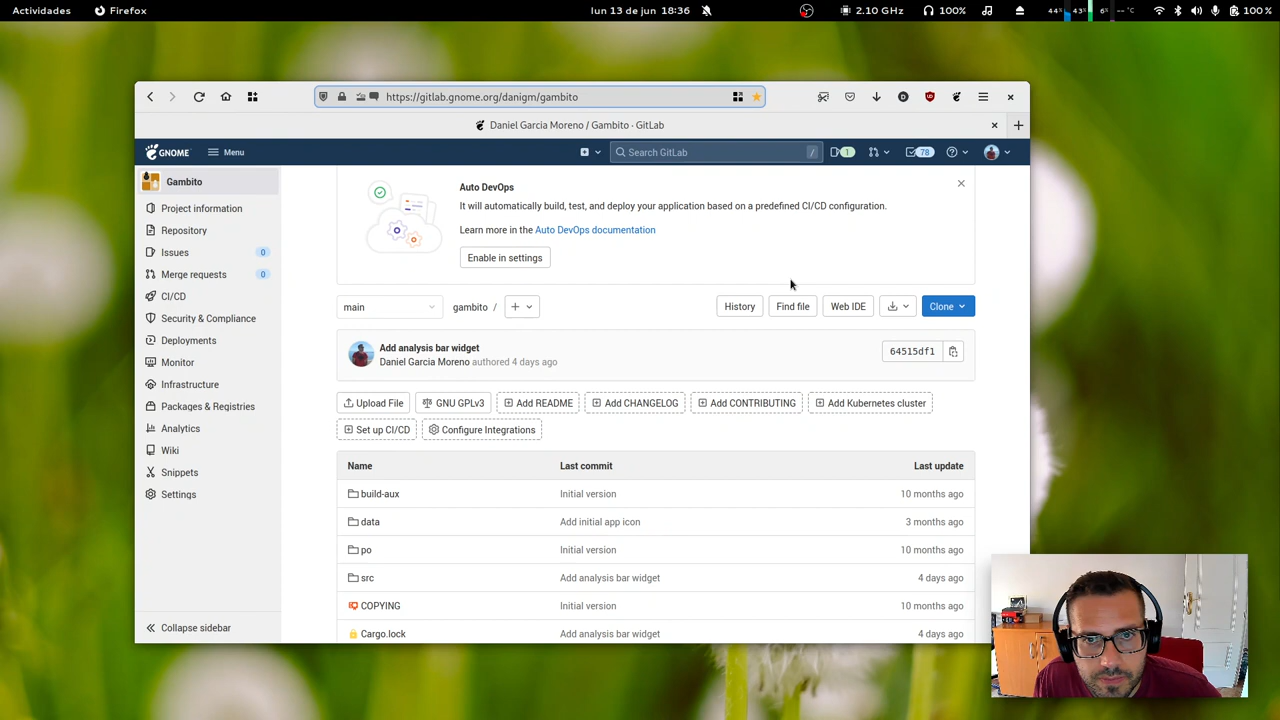 Actividades Firefox lun 13 de jun 18:36 2.10 GHz 100% 44% 43% 6% -- °C 100 %
https://gitlab.gnome.org/danigm/gambito
Daniel Garcia Moreno / Gambito · GitLab
GNOME Menu Search GitLab / 1 78
Gambito
Project information
Repository
Issues 0
Merge requests 0
CI/CD
Security & Compliance
Deployments
Monitor
Infrastructure
Packages & Registries
Analytics
Wiki
Snippets
Settings
Collapse sidebar
Auto DevOps
It will automatically build, test, and deploy your application based on a predefined CI/CD configuration.
Learn more in the Auto DevOps documentation
Enable in settings
main gambito / + History Find file Web IDE Clone
Add analysis bar widget
Daniel Garcia Moreno authored 4 days ago 64515df1
Upload File GNU GPLv3 Add README Add CHANGELOG Add CONTRIBUTING Add Kubernetes cluster
Set up CI/CD Configure Integrations
Name Last commit Last update
build-aux Initial version 10 months ago
data Add initial app icon 3 months ago
po Initial version 10 months ago
src Add analysis bar widget 4 days ago
COPYING Initial version 10 months ago
Cargo.lock Add analysis bar widget 4 days ago